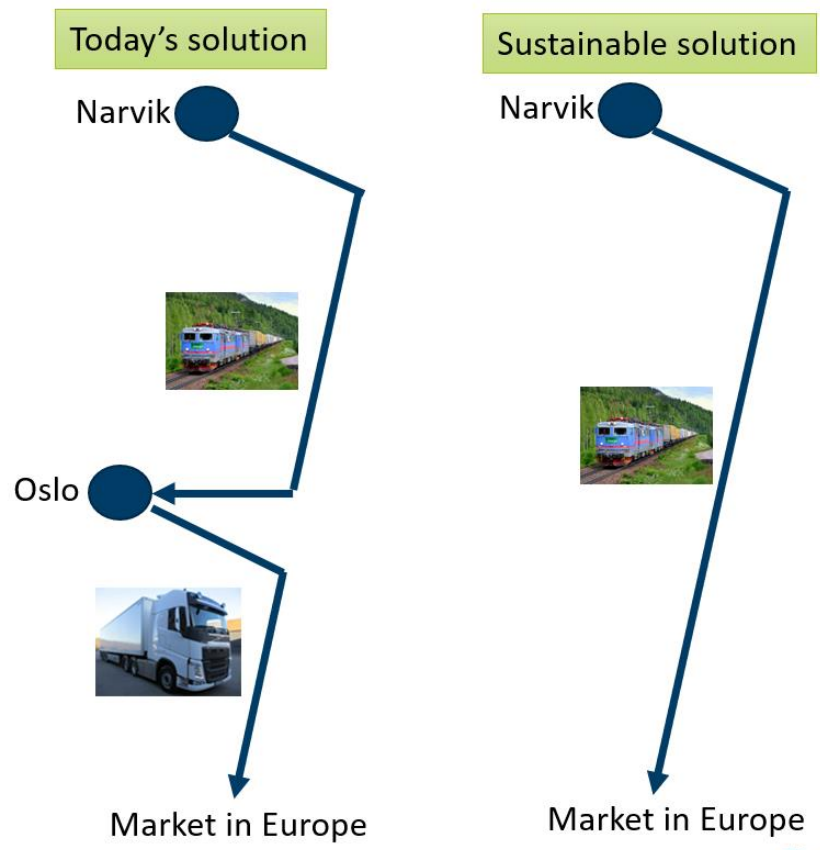 Today's solution
Narvik
Oslo
Market in Europe
Sustainable solution
Narvik
Market in Europe